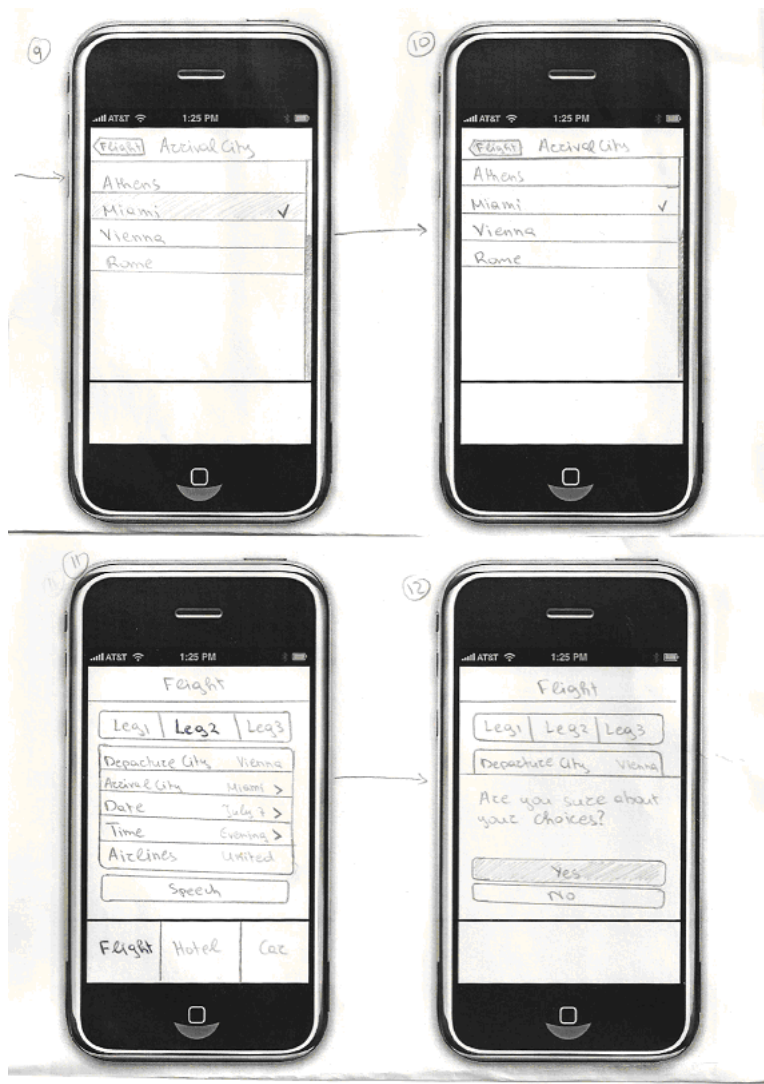 9
AT&T 1:25 PM
Flight Arrival City
Athens
Miami ✓
Vienna
Rome
10
AT&T 1:25 PM
Flight Arrival City
Athens
Miami ✓
Vienna
Rome
11
AT&T 1:25 PM
Flight
Leg1 Leg2 Leg3
Departure City Vienna
Arrival City Miami >
Date July 7 >
Time Evening >
Airlines United
Speech
Flight Hotel Car
12
AT&T 1:25 PM
Flight
Leg1 Leg2 Leg3
Departure City Vienna
Are you sure about
your choices?
Yes
No